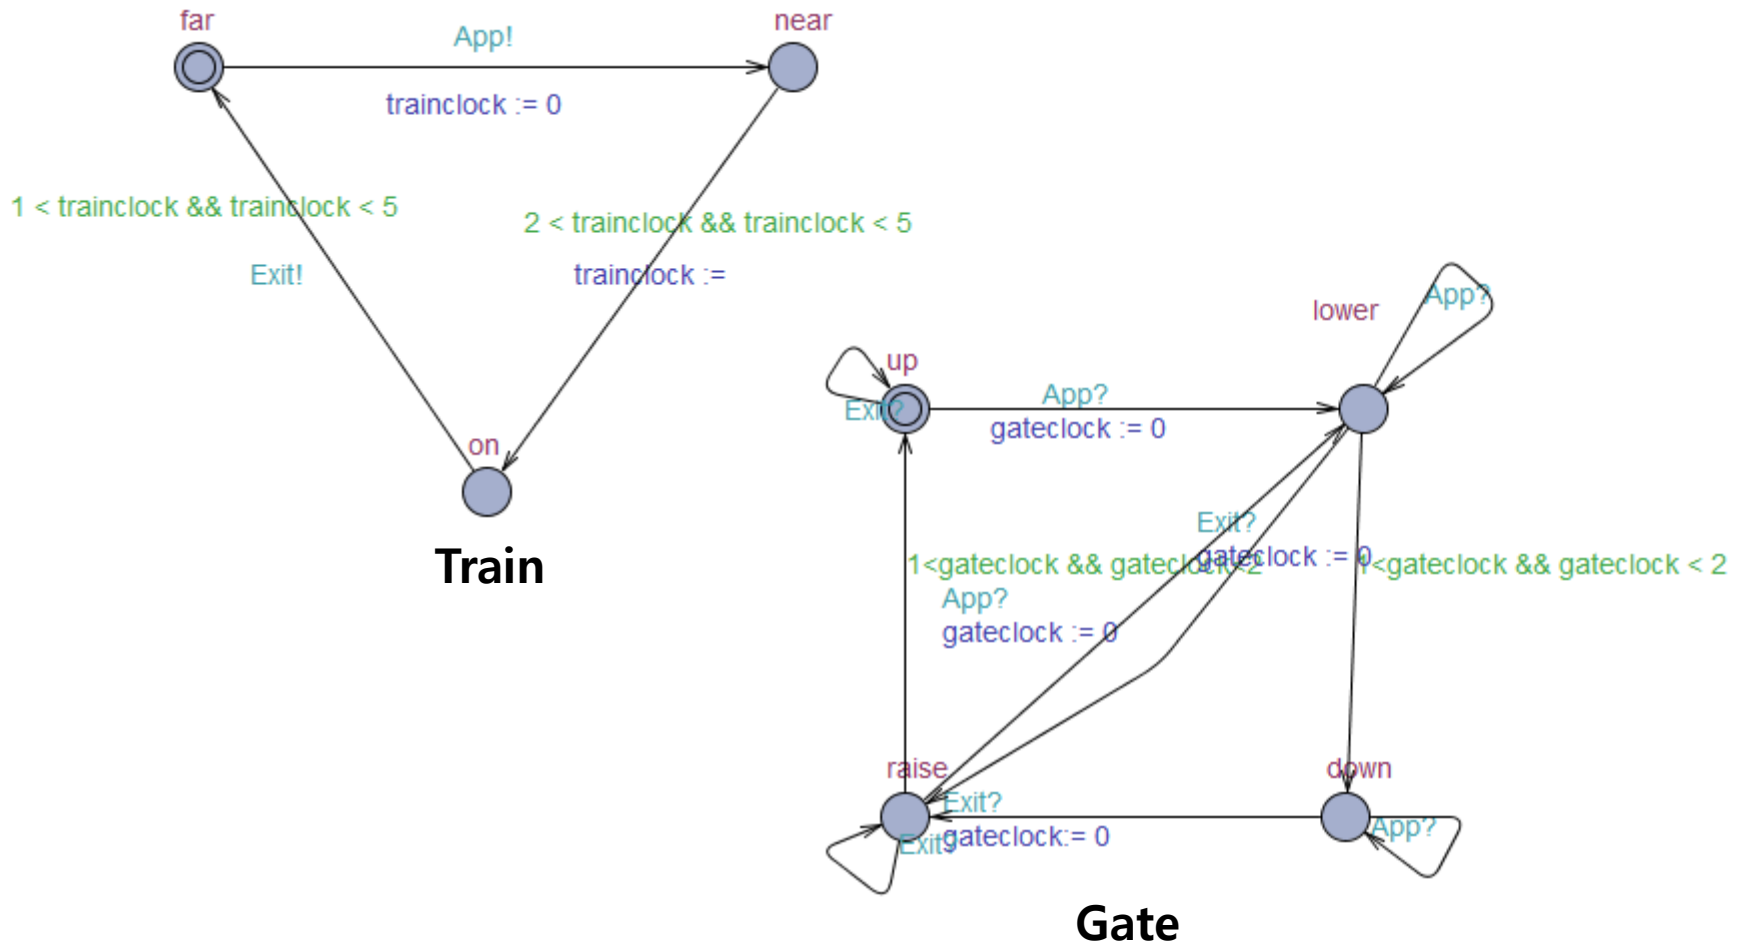 far
near
App!
trainclock := 0
1 < trainclock && trainclock < 5
2 < trainclock && trainclock < 5
Exit!
trainclock :=
on
Train
lower
App?
up
Exit?
App?
gateclock := 0
Exit?
gateclock := 0
1<gateclock && gateclock<2
1<gateclock && gateclock < 2
App?
gateclock := 0
raise
down
Exit?
gateclock:= 0
Exit?
App?
Gate